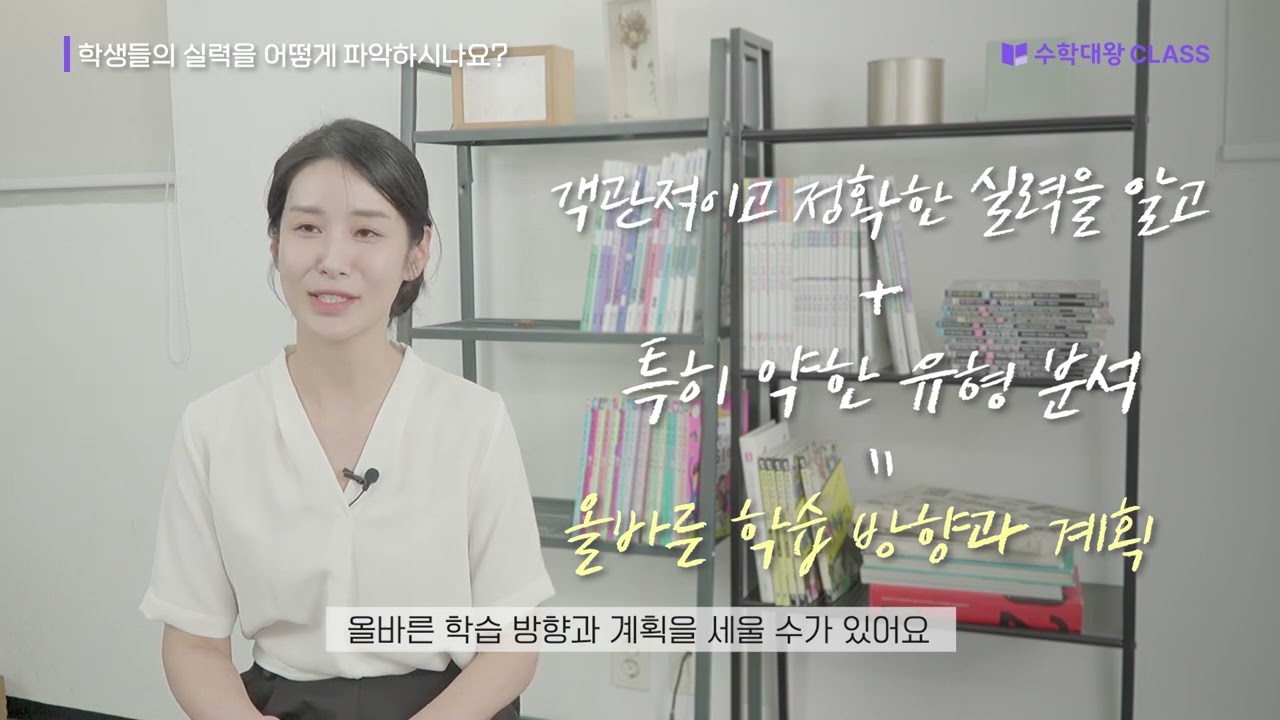 학생들의 실력을 어떻게 파악하시나요?
수학대왕 CLASS
객관적이고 정확한 실력을 알고
+
특히 약한 유형 분석
=
올바른 학습 방향과 계획
올바른 학습 방향과 계획을 세울 수가 있어요